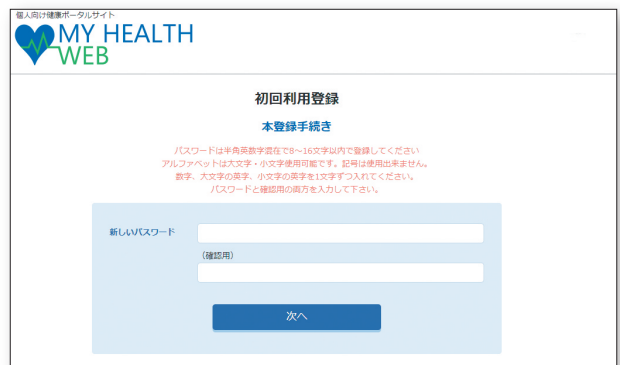 個人向け健康ポータルサイト
MY HEALTH
WEB
初回利用登録
本登録手続き
パスワードは半角英数字混在で8～16文字以内で登録してください
アルファベットは大文字・小文字使用可能です。記号は使用出来ません。
数字、大文字の英字、小文字の英字を1文字ずつ入れてください。
パスワードと確認用の両方を入力して下さい。
新しいパスワード
（確認用）
次へ